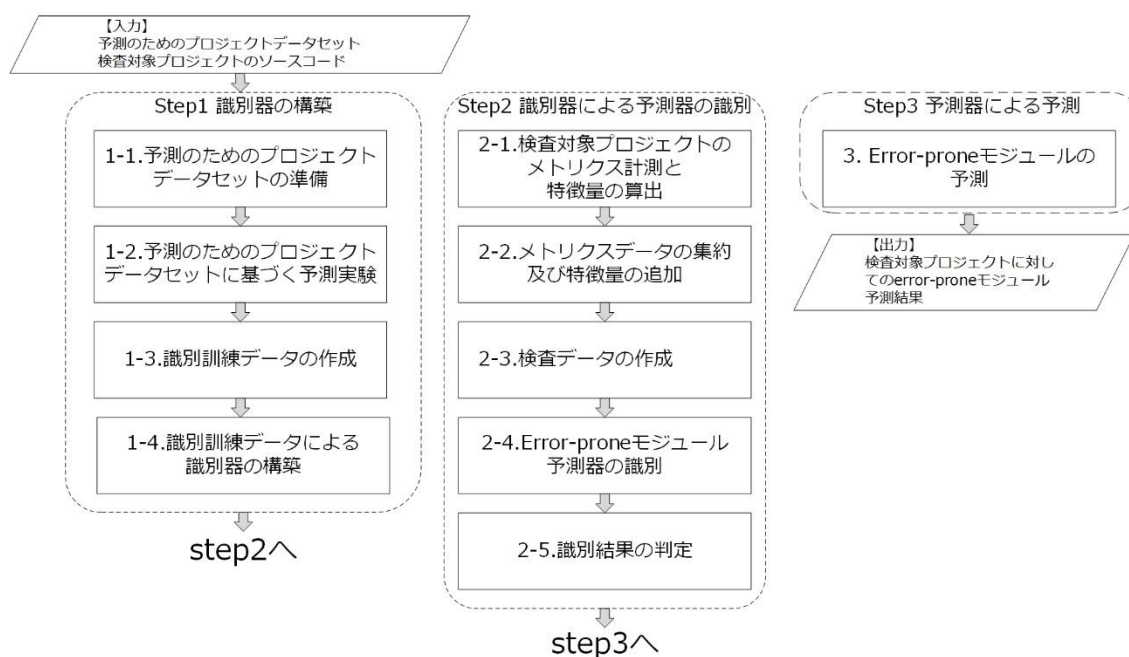 【入力】
予測のためのプロジェクトデータセット
検査対象プロジェクトのソースコード
Step1 識別器の構築
1-1.予測のためのプロジェクト
データセットの準備
1-2.予測のためのプロジェクト
データセットに基づく予測実験
1-3.識別訓練データの作成
1-4.識別訓練データによる
識別器の構築
step2へ
Step2 識別器による予測器の識別
2-1.検査対象プロジェクトの
メトリクス計測と
特徴量の算出
2-2.メトリクスデータの集約
及び特徴量の追加
2-3.検査データの作成
2-4.Error-proneモジュール
予測器の識別
2-5.識別結果の判定
step3へ
Step3 予測器による予測
3. Error-proneモジュールの
予測
【出力】
検査対象プロジェクトに対し
てのerror-proneモジュール
予測結果